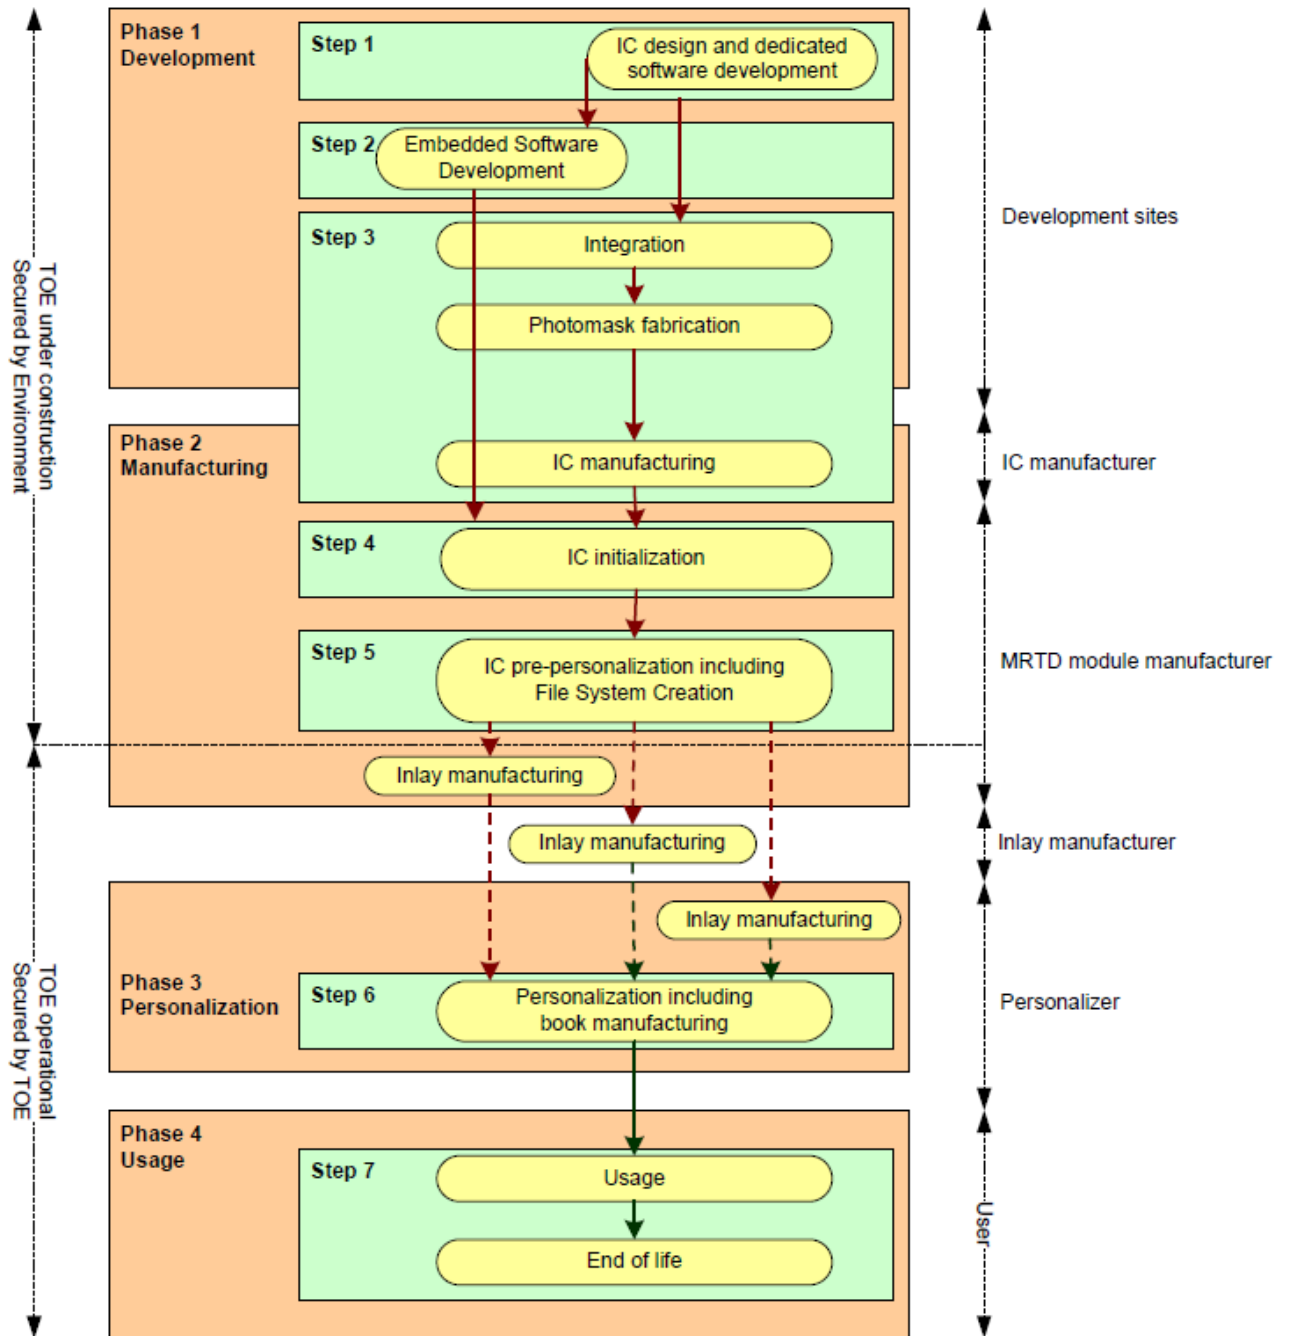 Phase 1
Development
Step 1
IC design and dedicated
software development
Step 2
Embedded Software
Development
Step 3
Integration
Photomask fabrication
Development sites
TOE under construction
Secured by Environment
Phase 2
Manufacturing
IC manufacturing
IC manufacturer
Step 4
IC initialization
Step 5
IC pre-personalization including
File System Creation
MRTD module manufacturer
Inlay manufacturing
Inlay manufacturing
Inlay manufacturer
Inlay manufacturing
Phase 3
Personalization
Step 6
Personalization including
book manufacturing
Personalizer
TOE operational
Secured by TOE
Phase 4
Usage
Step 7
Usage
End of life
User